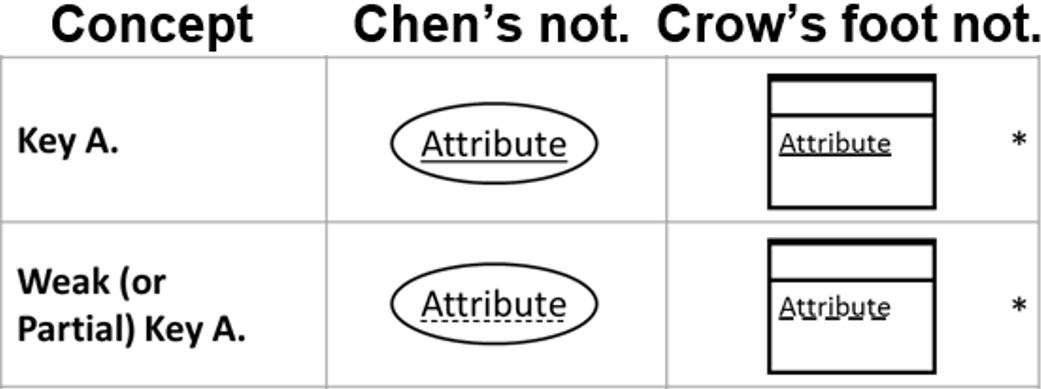 Concept Chen's not. Crow's foot not.
Key A. Attribute Attribute *
Weak (or
Partial) Key A. Attribute Attribute *